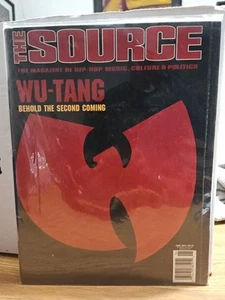 THE SOURCE
THE MAGAZINE OF HIP-HOP MUSIC, CULTURE & POLITICS
WU-TANG
BEHOLD THE SECOND COMING